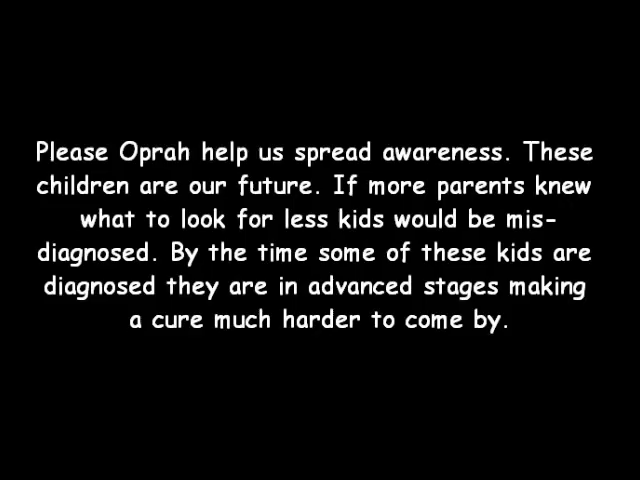 Please Oprah help us spread awareness. These
children are our future. If more parents knew
what to look for less kids would be mis-
diagnosed. By the time some of these kids are
diagnosed they are in advanced stages making
a cure much harder to come by.